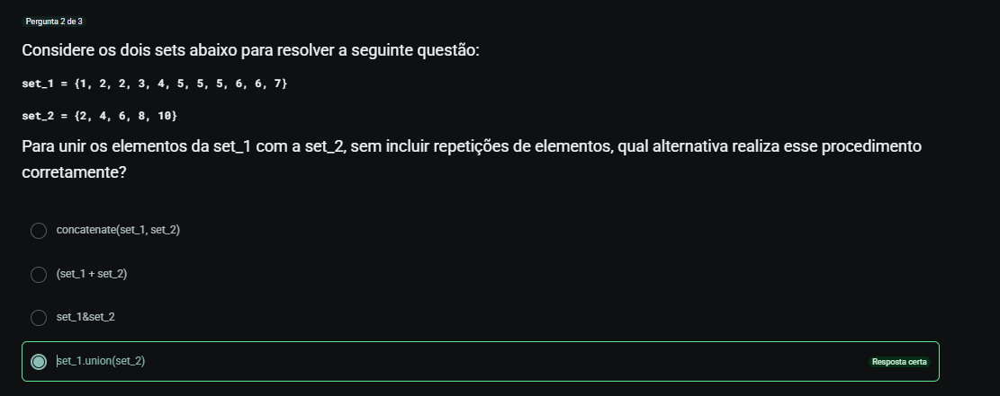 Pergunta 2 de 3
Considere os dois sets abaixo para resolver a seguinte questão:
set_1 = {1, 2, 2, 3, 4, 5, 5, 5, 6, 6, 7}
set_2 = {2, 4, 6, 8, 10}
Para unir os elementos da set_1 com a set_2, sem incluir repetições de elementos, qual alternativa realiza esse procedimento
corretamente?
concatenate(set_1, set_2)
(set_1 + set_2)
set_1&set_2
set_1.union(set_2)
Resposta certa